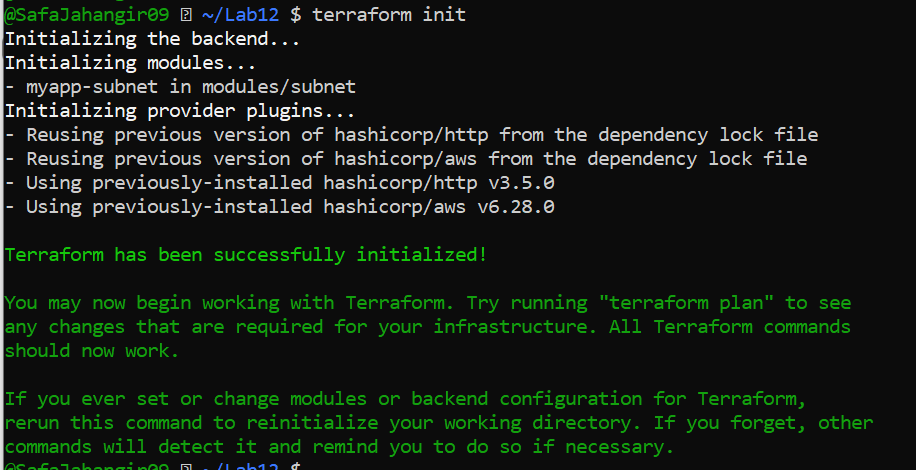 @SafaJahangir09 ~/Lab12 $ terraform init
Initializing the backend...
Initializing modules...
- myapp-subnet in modules/subnet
Initializing provider plugins...
- Reusing previous version of hashicorp/http from the dependency lock file
- Reusing previous version of hashicorp/aws from the dependency lock file
- Using previously-installed hashicorp/http v3.5.0
- Using previously-installed hashicorp/aws v6.28.0
Terraform has been successfully initialized!
You may now begin working with Terraform. Try running "terraform plan" to see
any changes that are required for your infrastructure. All Terraform commands
should now work.
If you ever set or change modules or backend configuration for Terraform,
rerun this command to reinitialize your working directory. If you forget, other
commands will detect it and remind you to do so if necessary.
@SafaJahangir09 ~/Lab12 $